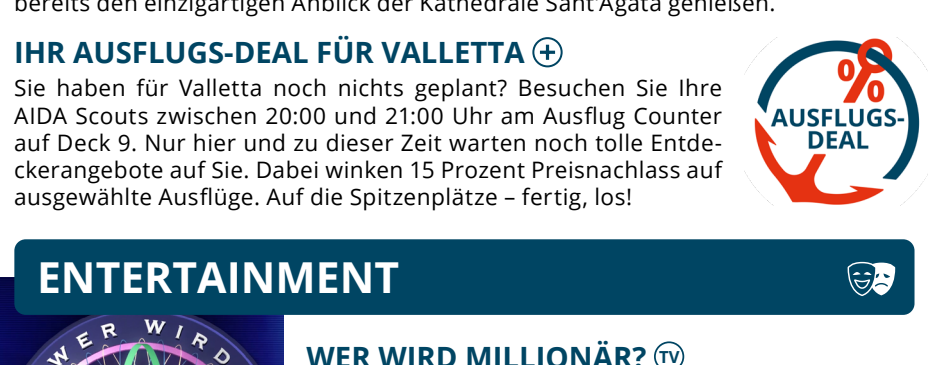 bereits den einzigartigen Anblick der Kathedrale Sant'Agata genießen.
IHR AUSFLUGS-DEAL FÜR VALLETTA +
Sie haben für Valletta noch nichts geplant? Besuchen Sie Ihre
AIDA Scouts zwischen 20:00 und 21:00 Uhr am Ausflug Counter
auf Deck 9. Nur hier und zu dieser Zeit warten noch tolle Entde-
ckerangebote auf Sie. Dabei winken 15 Prozent Preisnachlass auf
ausgewählte Ausflüge. Auf die Spitzenplätze – fertig, los!
%
AUSFLUGS-
DEAL
ENTERTAINMENT
WER WIRD
WER WIRD MILLIONÄR? TV